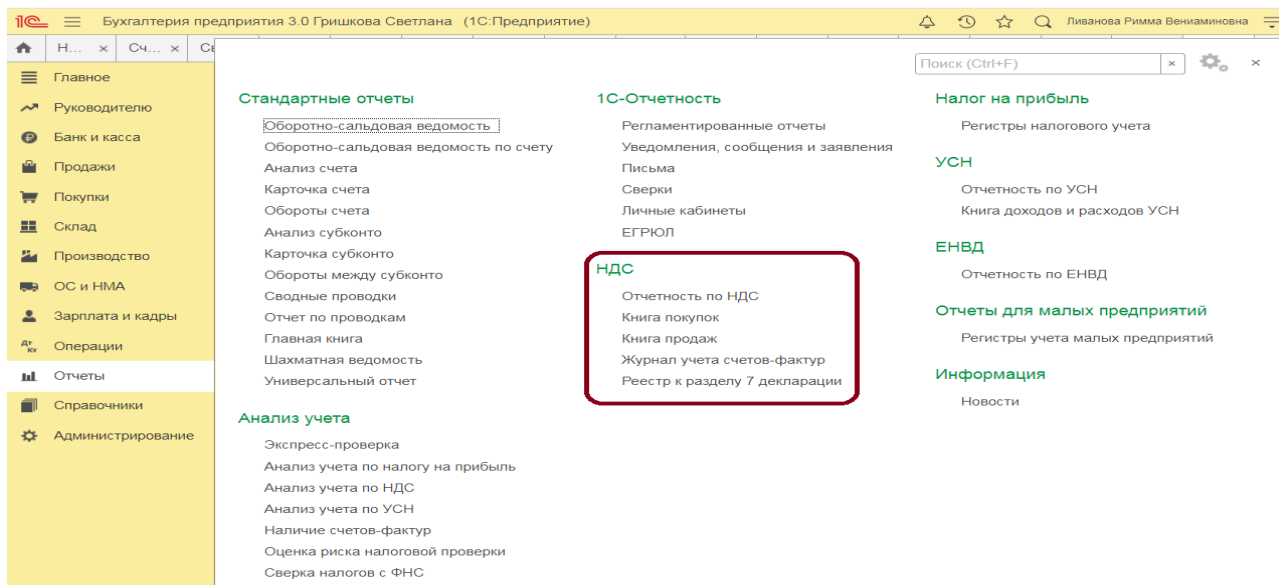 1С Бухгалтерия предприятия 3.0 Гришкова Светлана (1С:Предприятие) Ливанова Римма Вениаминовна
Н... × Сч... × Св
Поиск (Ctrl+F) × ×
Главное
Руководителю
Банк и касса
Продажи
Покупки
Склад
Производство
ОС и НМА
Зарплата и кадры
Дт Кт Операции
Отчеты
Справочники
Администрирование
Стандартные отчеты
Оборотно-сальдовая ведомость
Оборотно-сальдовая ведомость по счету
Анализ счета
Карточка счета
Обороты счета
Анализ субконто
Карточка субконто
Обороты между субконто
Сводные проводки
Отчет по проводкам
Главная книга
Шахматная ведомость
Универсальный отчет
Анализ учета
Экспресс-проверка
Анализ учета по налогу на прибыль
Анализ учета по НДС
Анализ учета по УСН
Наличие счетов-фактур
Оценка риска налоговой проверки
Сверка налогов с ФНС
1С-Отчетность
Регламентированные отчеты
Уведомления, сообщения и заявления
Письма
Сверки
Личные кабинеты
ЕГРЮЛ
НДС
Отчетность по НДС
Книга покупок
Книга продаж
Журнал учета счетов-фактур
Реестр к разделу 7 декларации
Налог на прибыль
Регистры налогового учета
УСН
Отчетность по УСН
Книга доходов и расходов УСН
ЕНВД
Отчетность по ЕНВД
Отчеты для малых предприятий
Регистры учета малых предприятий
Информация
Новости